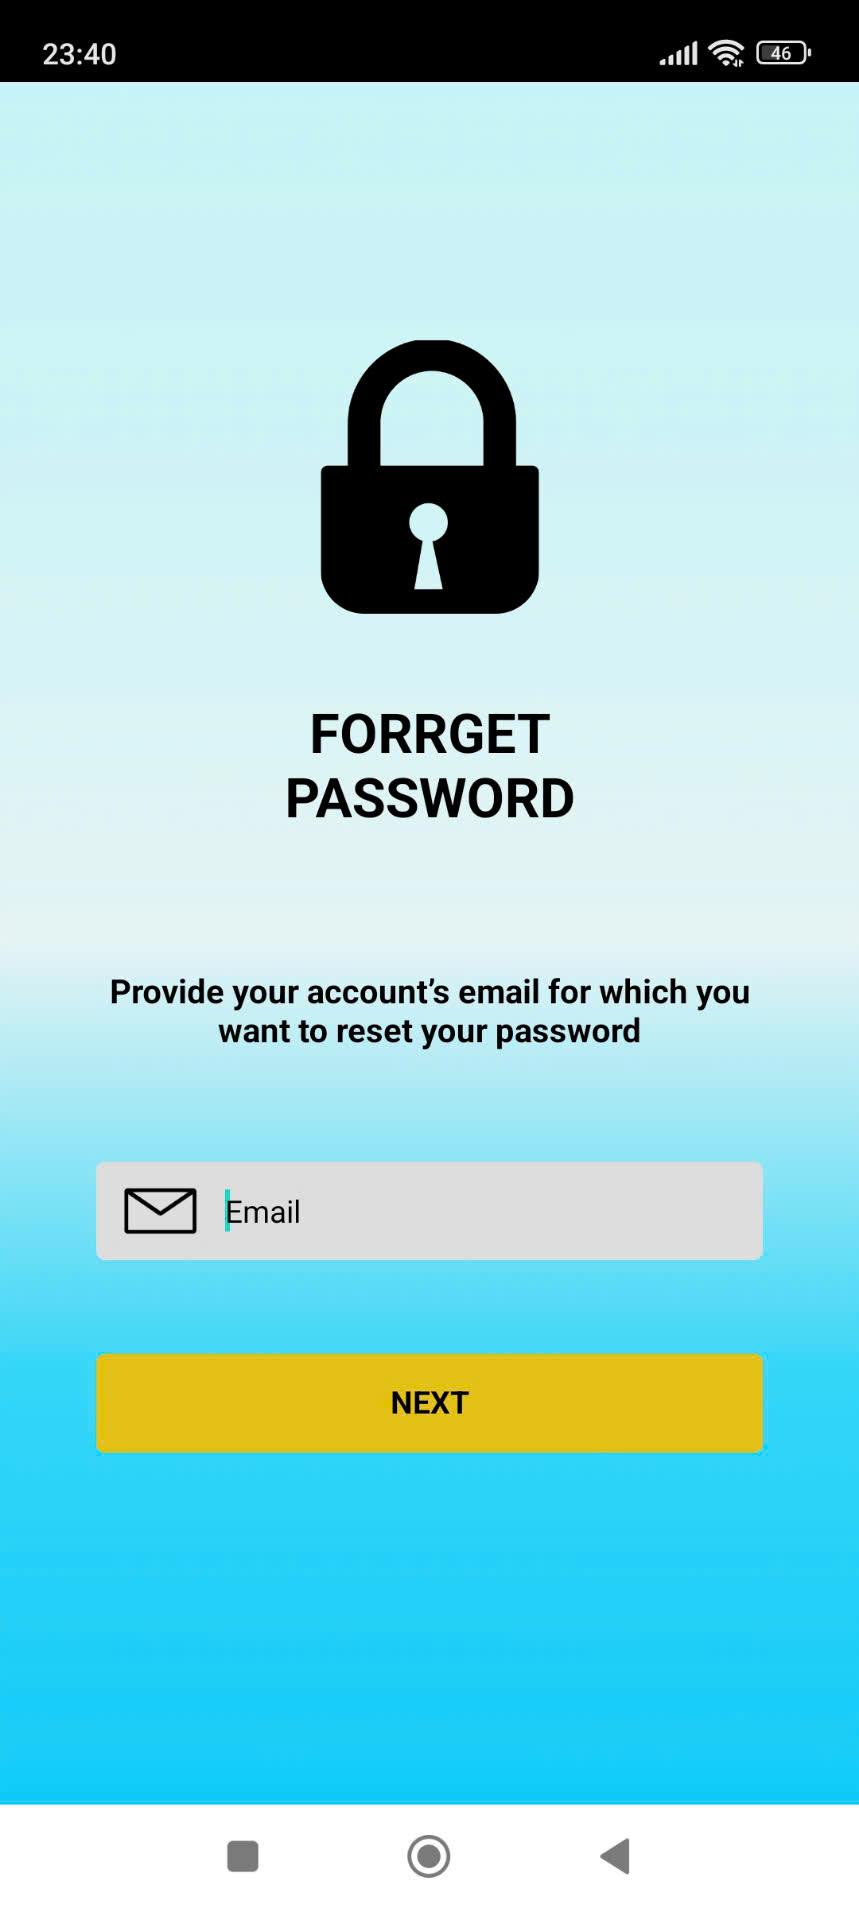 23:40
46
FORRGET
PASSWORD
Provide your account’s email for which you
want to reset your password
Email
NEXT